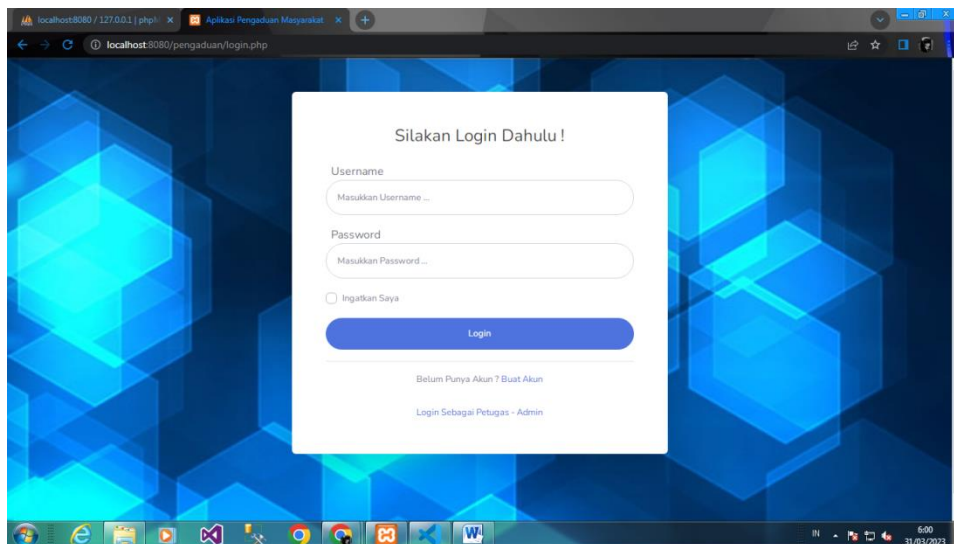 localhost:8080 / 127.0.0.1 | phpM
Aplikasi Pengaduan Masyarakat
localhost:8080/pengaduan/login.php
Silakan Login Dahulu !
Username
Masukkan Username ...
Password
Masukkan Password ...
Ingatkan Saya
Login
Belum Punya Akun ? Buat Akun
Login Sebagai Petugas - Admin
IN
6:00
31/03/2023